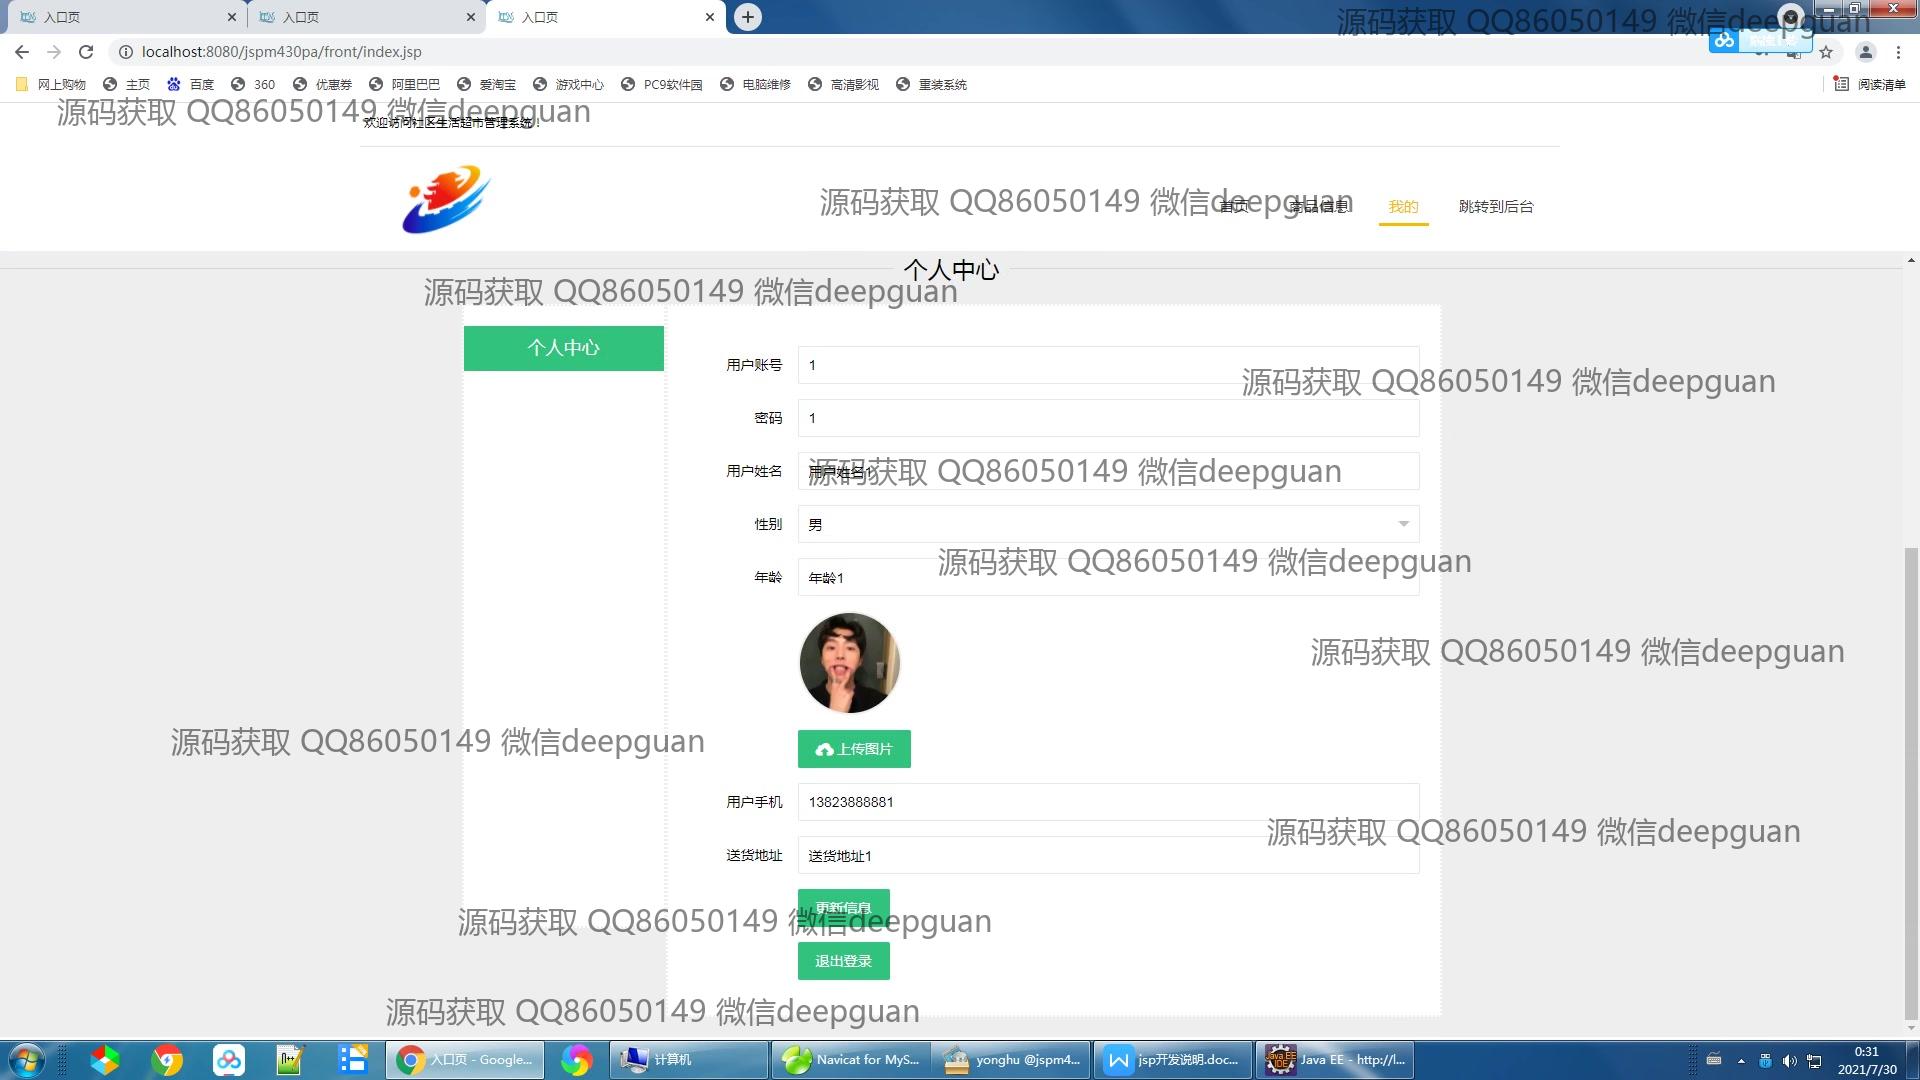 入口页
入口页
入口页
源码获取 QQ86050149 微信deepguan
localhost:8080/jspm430pa/front/index.jsp
网上购物 主页 百度 360 优惠券 阿里巴巴 爱淘宝 游戏中心 PC9软件园 电脑维修 高清影视 重装系统 阅读清单
源码获取 QQ86050149 微信deepguan
欢迎访问社区生活超市管理系统!
源码获取 QQ86050149 微信deepguan
首页 商品信息 我的 跳转到后台
个人中心
源码获取 QQ86050149 微信deepguan
个人中心
用户账号 1
源码获取 QQ86050149 微信deepguan
密码 1
用户姓名 用户姓名1
源码获取 QQ86050149 微信deepguan
性别 男
源码获取 QQ86050149 微信deepguan
年龄 年龄1
源码获取 QQ86050149 微信deepguan
源码获取 QQ86050149 微信deepguan
上传图片
用户手机 13823888881
源码获取 QQ86050149 微信deepguan
送货地址 送货地址1
更新信息
源码获取 QQ86050149 微信deepguan
退出登录
源码获取 QQ86050149 微信deepguan
入口页 - Google... 计算机 Navicat for MyS... yonghu @jspm4... jsp开发说明.doc... Java EE - http://l...
0:31
2021/7/30